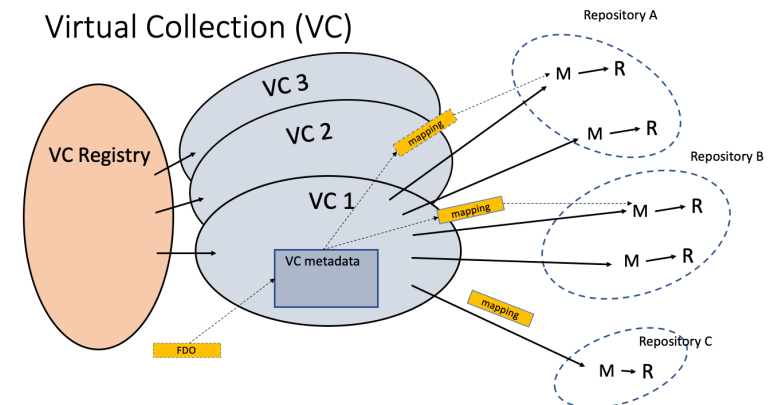 Virtual Collection (VC)
Repository A
VC 3
M R
VC 2
mapping
M R
VC Registry
Repository B
VC 1
mapping
M R
VC metadata
M R
mapping
FDO
Repository C
M R